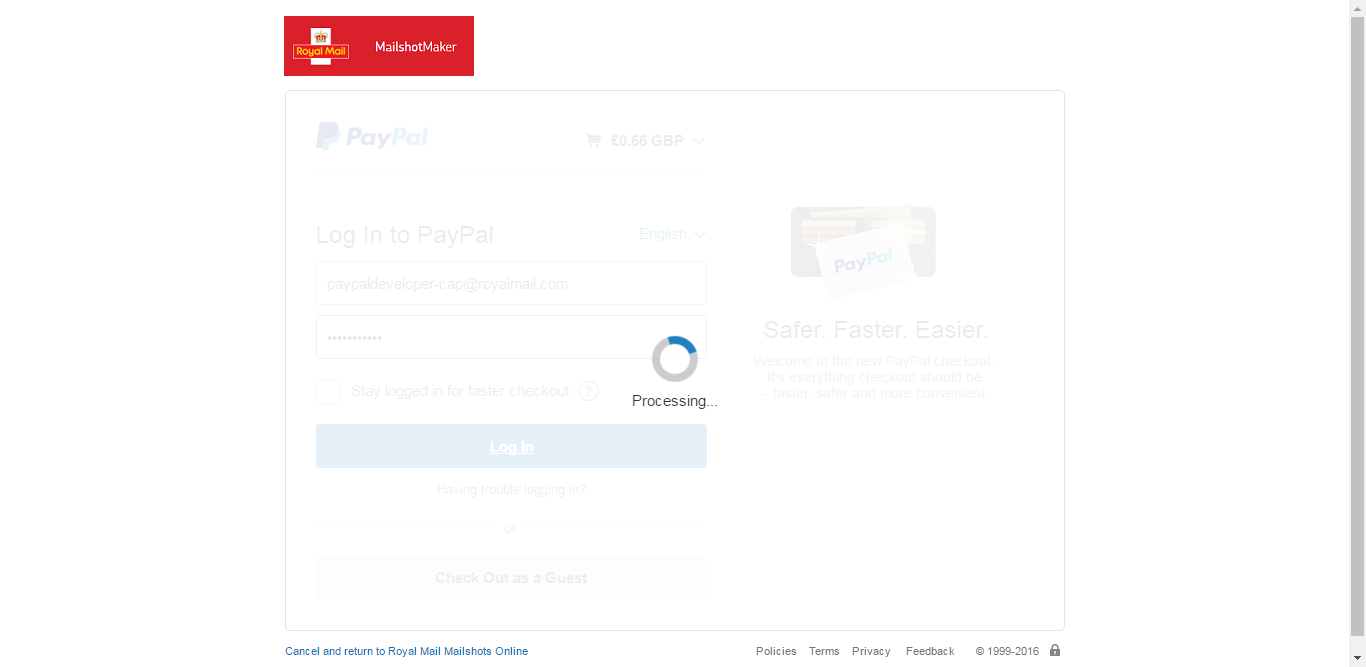 Royal Mail
MailshotMaker
PayPal
£0.66 GBP
Log In to PayPal
English
paypaldeveloper-cap@royalmail.com
•••••••••••
Stay logged in for faster checkout ?
Processing...
Log In
Having trouble logging in?
or
Check Out as a Guest
PayPal
Safer. Faster. Easier.
Welcome to the new PayPal checkout
It's everything checkout should be
- faster, safer and more convenient.
Cancel and return to Royal Mail Mailshots Online
Policies Terms Privacy Feedback © 1999-2016